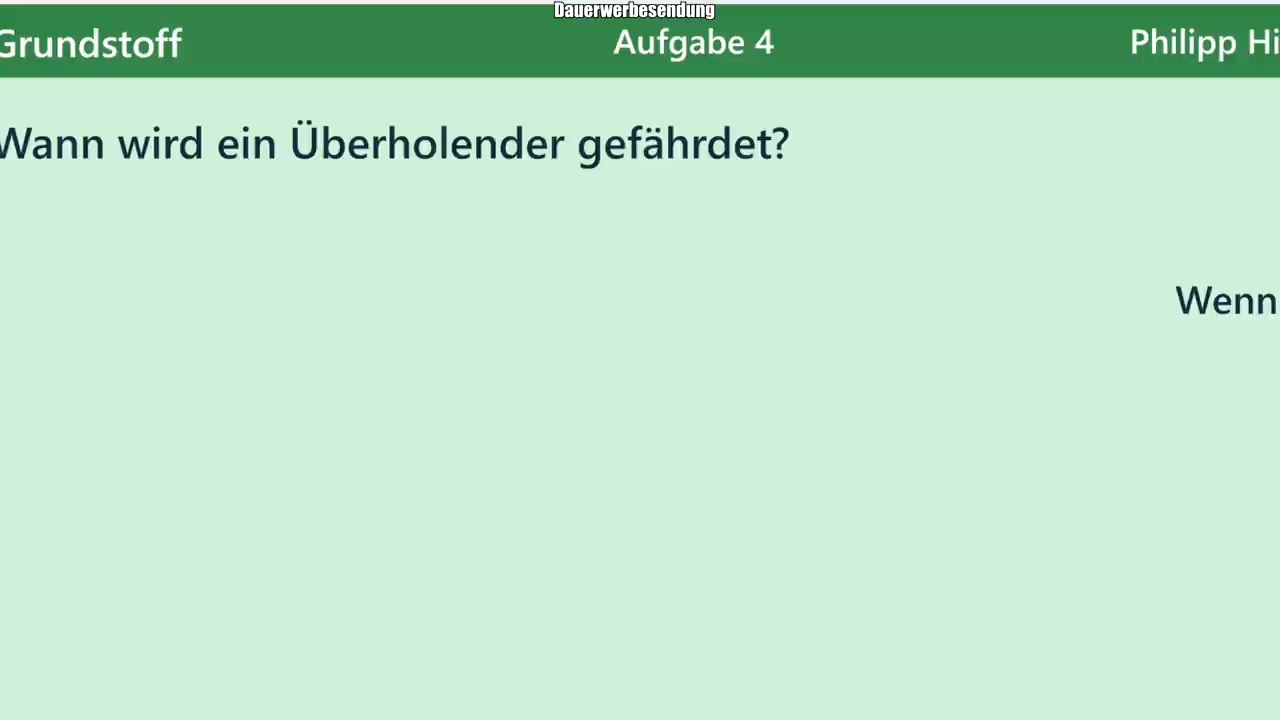 Dauerwerbesendung
Grundstoff Aufgabe 4 Philipp Hi
Wann wird ein Überholender gefährdet?
Wenn